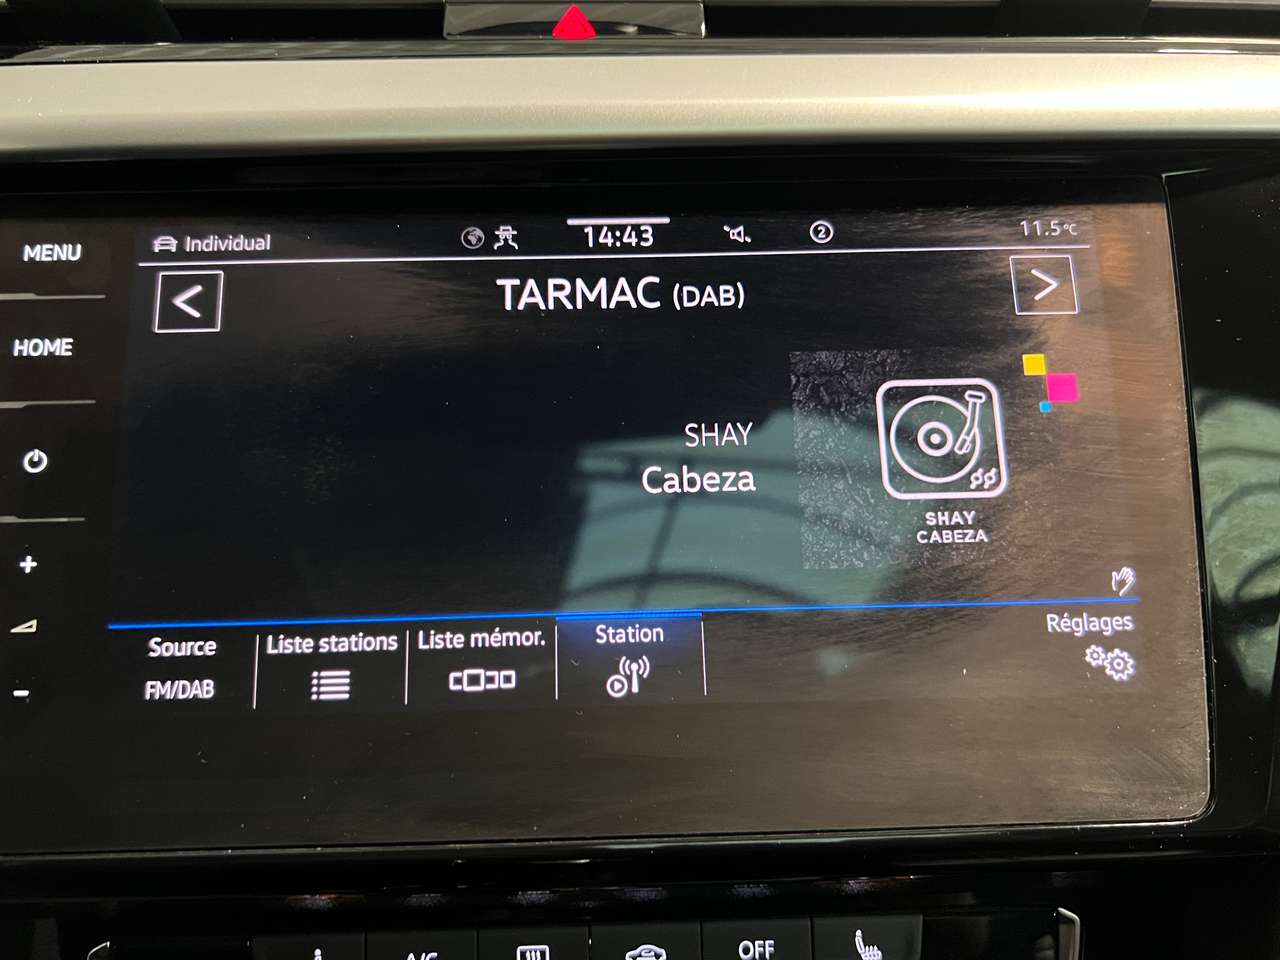 MENU
HOME
+
-
Individual
14:43
2
11.5°C
<
TARMAC (DAB)
>
SHAY
Cabeza
SHAY
CABEZA
Source
FM/DAB
Liste stations
Liste mémor.
Station
Réglages
A/C
OFF